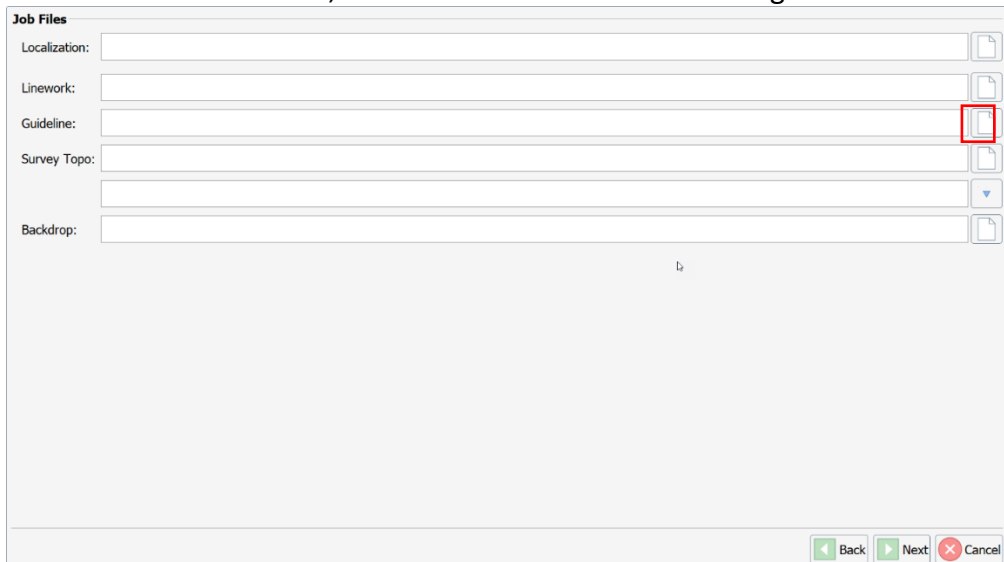 Job Files
Localization:
Linework:
Guideline:
Survey Topo:
Backdrop:
Back Next Cancel